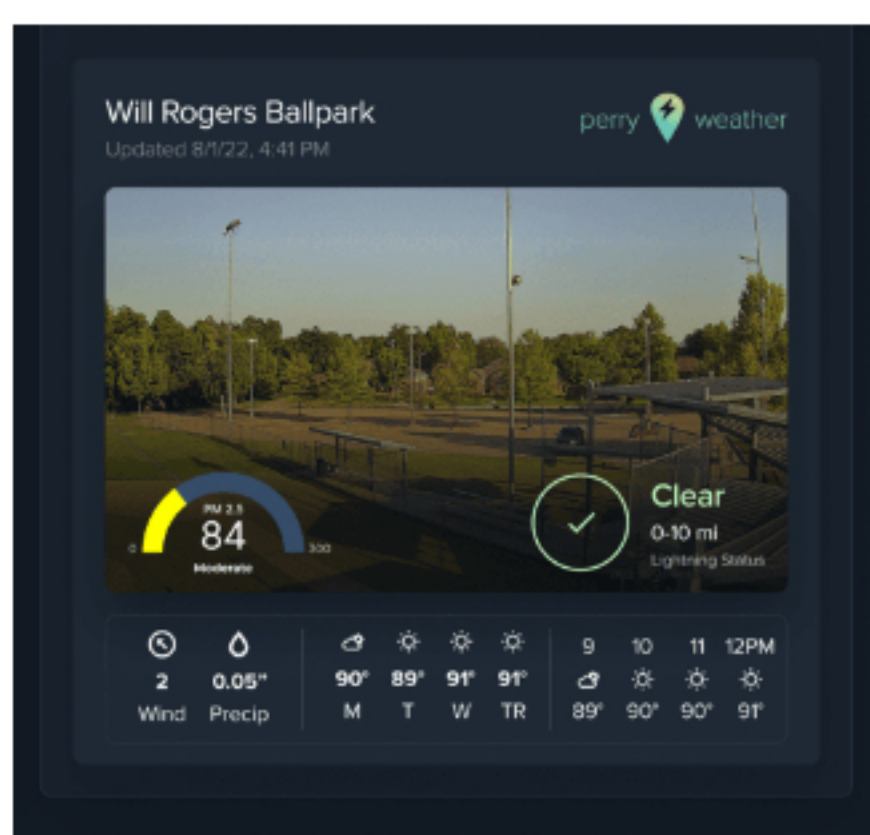 Will Rogers Ballpark
Updated 8/1/22, 4:41 PM
perry weather
PM 2.5
84
0 300
Moderate
Clear
0-10 mi
Lightning Status
9 10 11 12PM
2 0.05" 90° 89° 91° 91° 89° 90° 90° 91°
Wind Precip M T W TR